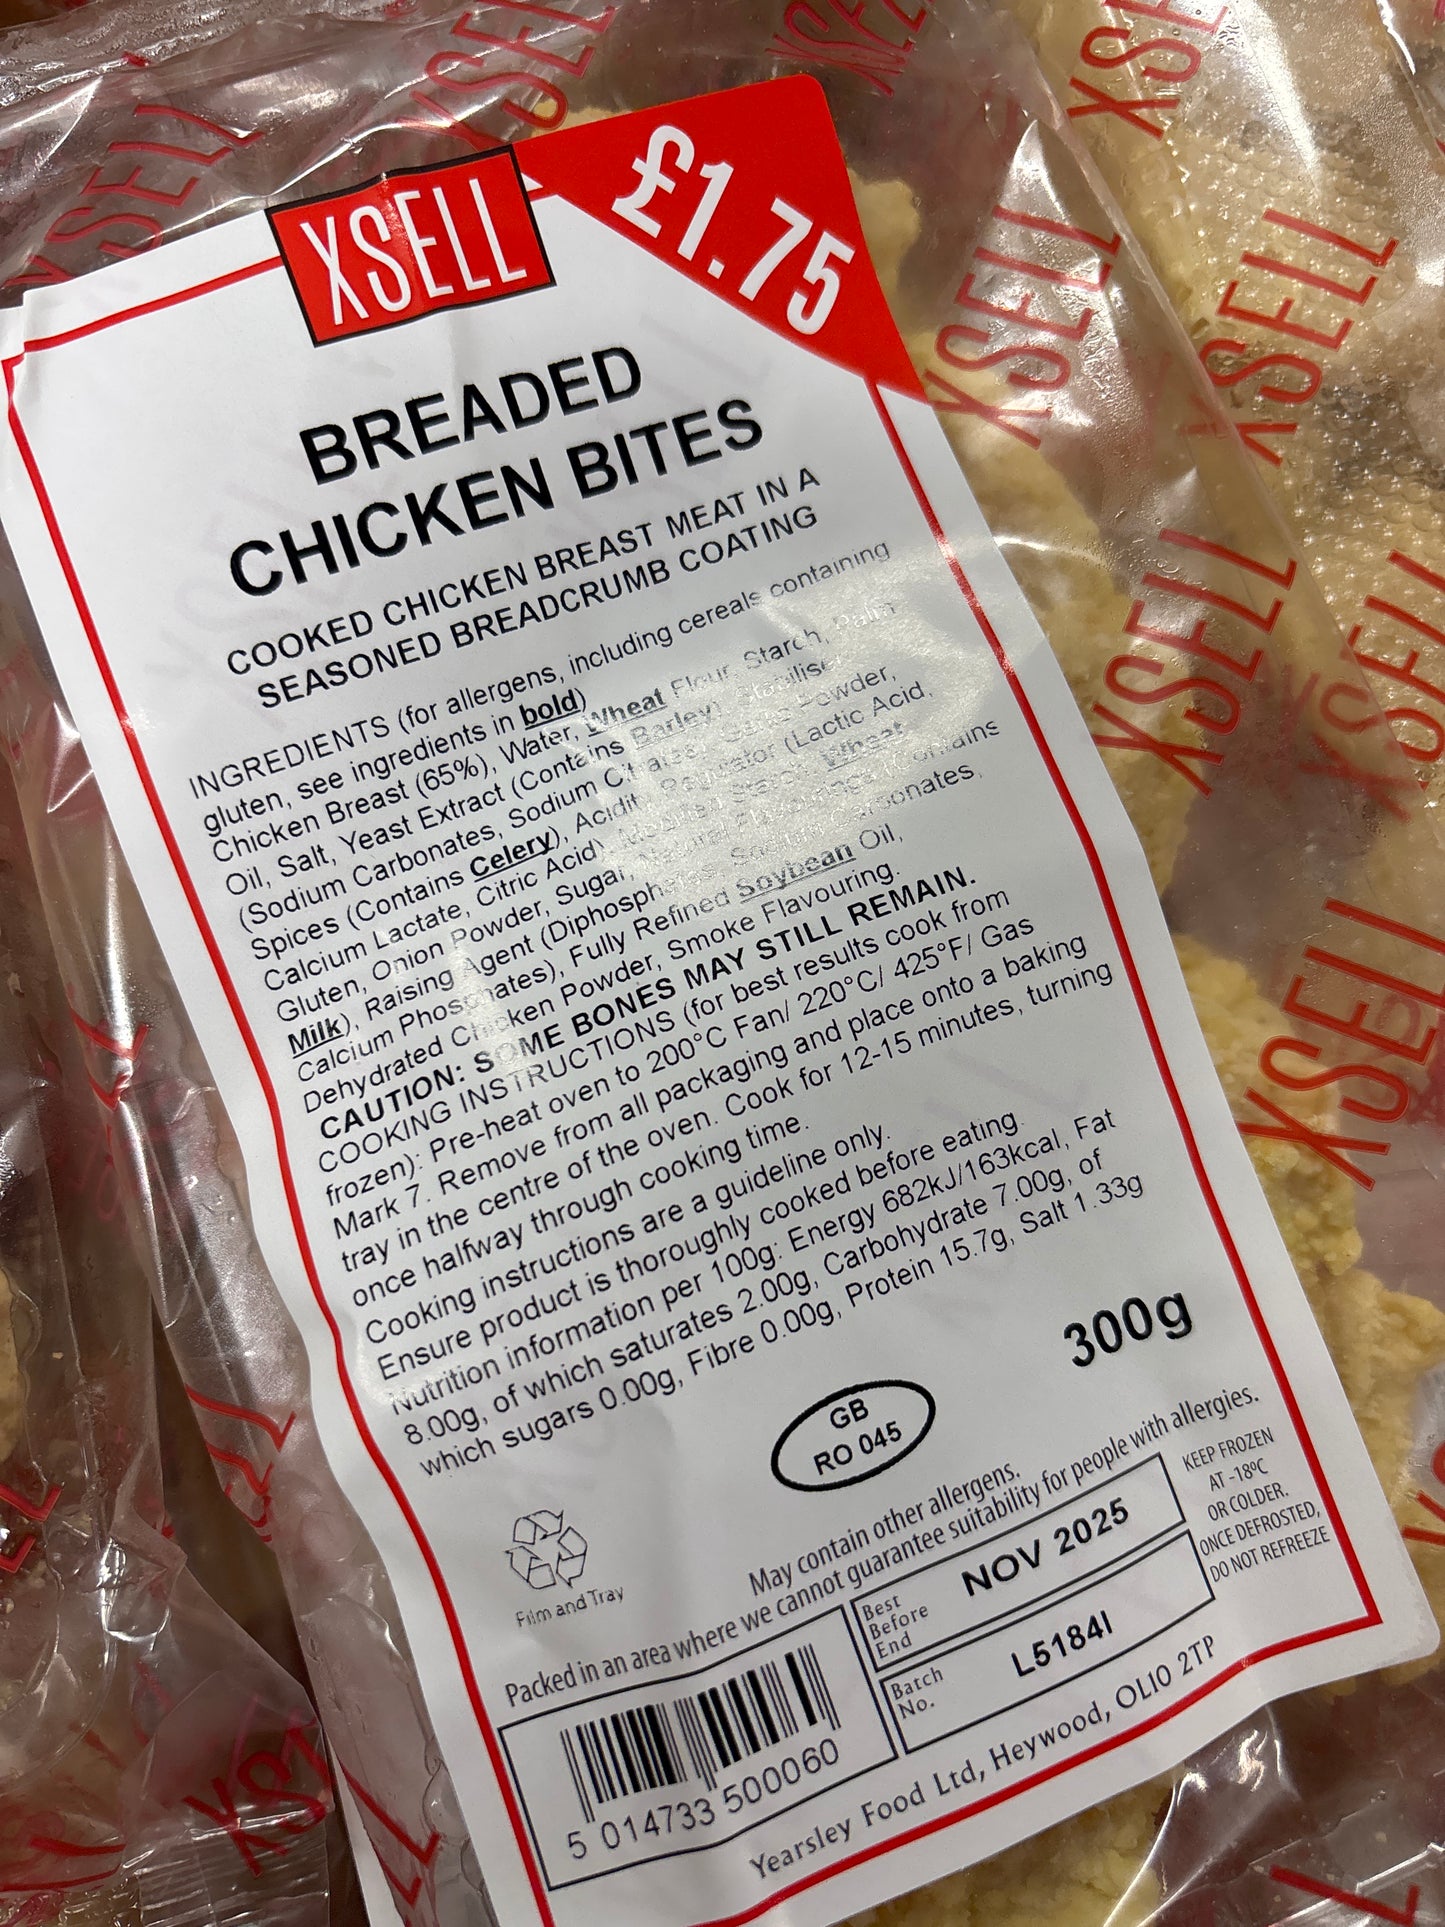 XSELL
£1.75
BREADED
CHICKEN BITES
COOKED CHICKEN BREAST MEAT IN A
SEASONED BREADCRUMB COATING
INGREDIENTS (for allergens, including cereals containing
gluten, see ingredients in bold)
Chicken Breast (65%), Water, Wheat Flour, Starch, Palm
Oil, Salt, Yeast Extract (Contains Barley), Stabiliser
(Sodium Carbonates, Sodium Citrates), Garlic Powder,
Spices (Contains Celery), Acidity Regulator (Lactic Acid,
Calcium Lactate, Citric Acid), Modified Starch, Wheat
Gluten, Onion Powder, Sugar, Natural Flavourings (Contains
Milk), Raising Agent (Diphosphates, Sodium Carbonates,
Calcium Phosphates), Fully Refined Soybean Oil,
Dehydrated Chicken Powder, Smoke Flavouring.
CAUTION: SOME BONES MAY STILL REMAIN.
COOKING INSTRUCTIONS (for best results cook from
frozen): Pre-heat oven to 200°C Fan/ 220°C/ 425°F/ Gas
Mark 7. Remove from all packaging and place onto a baking
tray in the centre of the oven. Cook for 12-15 minutes, turning
once halfway through cooking time.
Cooking instructions are a guideline only.
Ensure product is thoroughly cooked before eating.
Nutrition information per 100g: Energy 682kJ/163kcal, Fat
8.00g, of which saturates 2.00g, Carbohydrate 7.00g, of
which sugars 0.00g, Fibre 0.00g, Protein 15.7g, Salt 1.33g
300g
GB
RO 045
Film and Tray
May contain other allergens.
Packed in an area where we cannot guarantee suitability for people with allergies.
Best
Before
End
NOV 2025
Batch
No.
L5184I
KEEP FROZEN
AT -18ºC
OR COLDER.
ONCE DEFROSTED,
DO NOT REFREEZE
5 014733 500060
Yearsley Food Ltd, Heywood, OL10 2TP
XSELL
XSELL
XSELL
XSELL
XSELL
XSELL